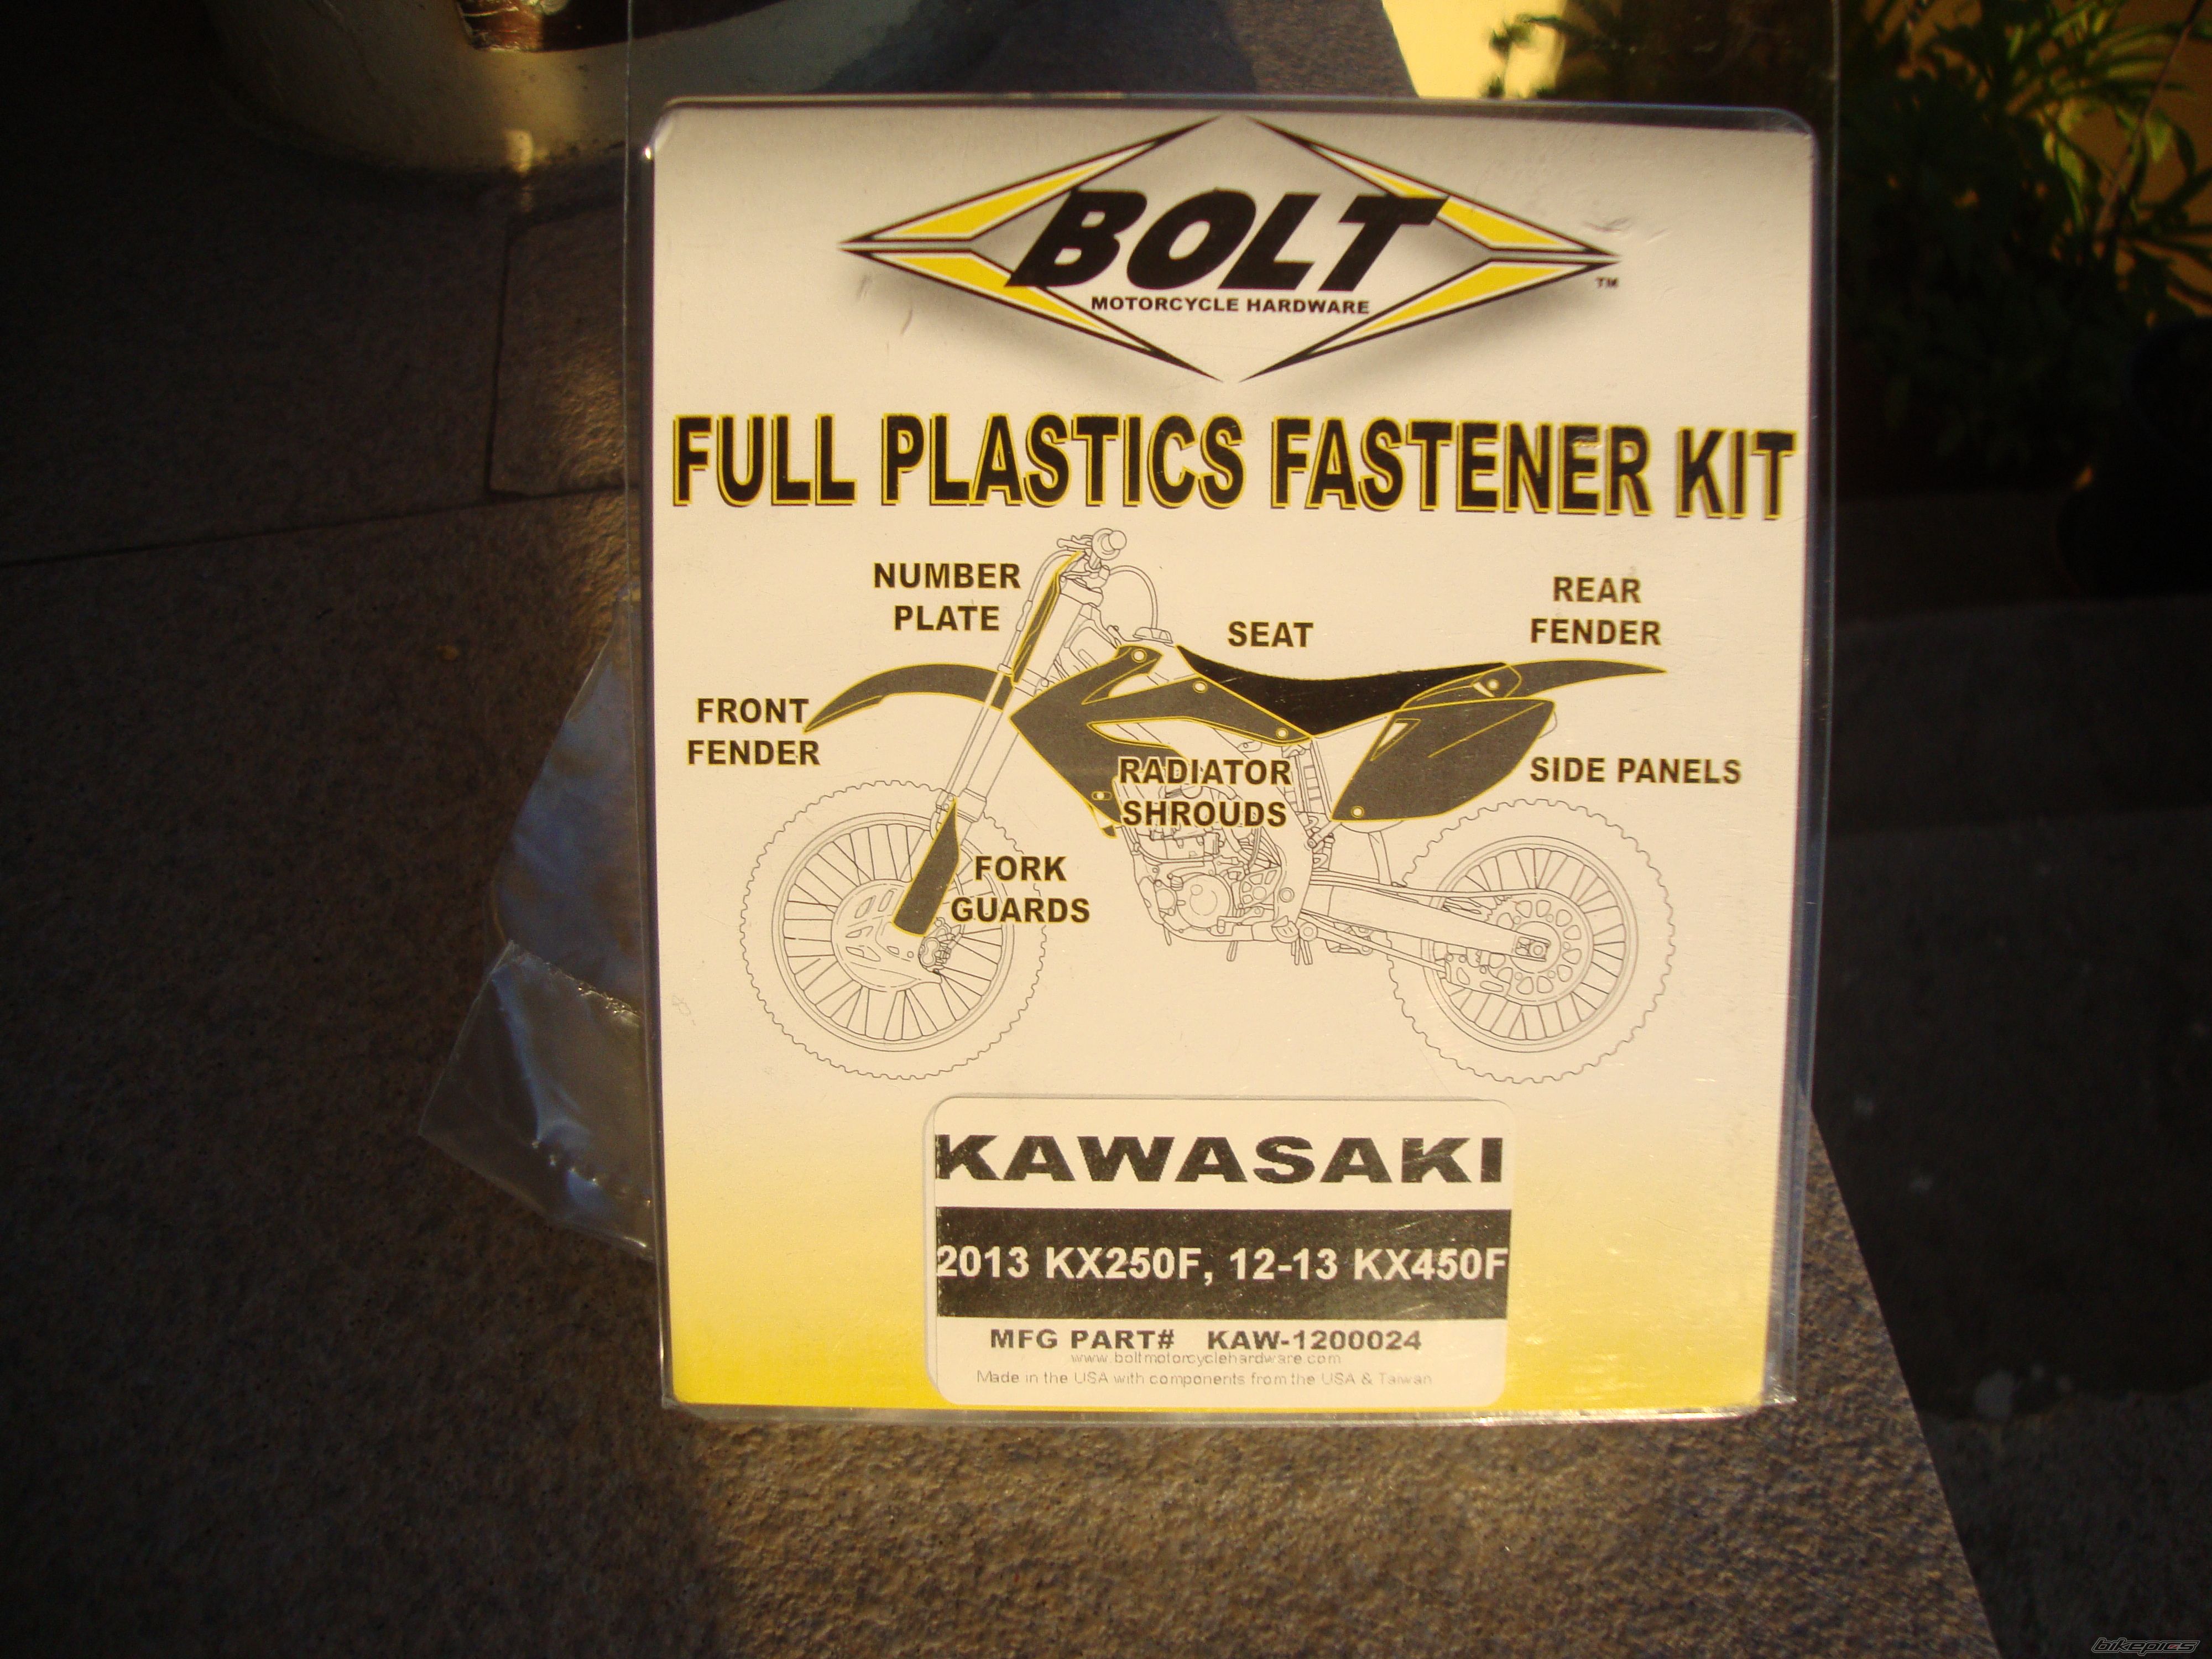 BOLT
MOTORCYCLE HARDWARE
TM
FULL PLASTICS FASTENER KIT
NUMBER
PLATE
SEAT
REAR
FENDER
FRONT
FENDER
RADIATOR
SHROUDS
SIDE PANELS
FORK
GUARDS
KAWASAKI
2013 KX250F, 12-13 KX450F
MFG PART# KAW-1200024
www.boltmotorcyclehardware.com
Made in the USA with components from the USA & Taiwan
bikepics